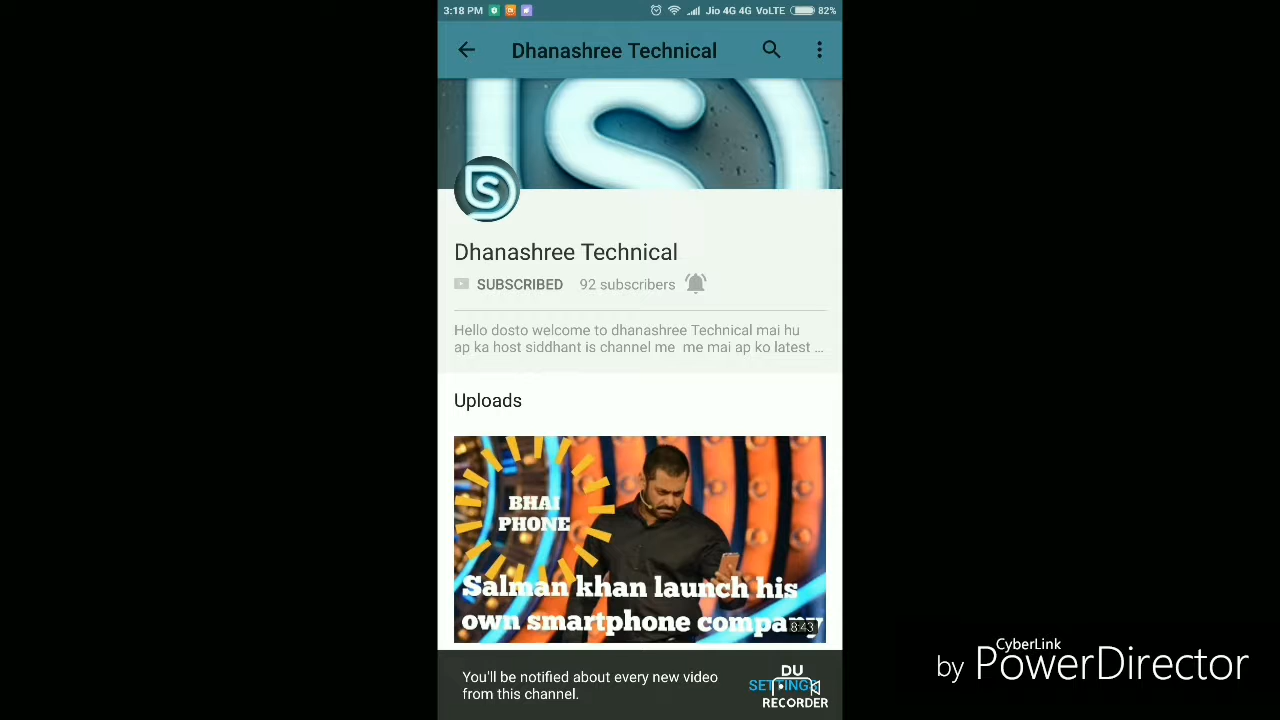 3:18 PM
Jio 4G 4G VoLTE 82%
Dhanashree Technical
Dhanashree Technical
SUBSCRIBED 92 subscribers
Hello dosto welcome to dhanashree Technical mai hu
ap ka host siddhant is channel me me mai ap ko latest ...
Uploads
BHAI
PHONE
Salman khan launch his
own smartphone company
8:43
You'll be notified about every new video
from this channel.
SETTINGS
DU
RECORDER
CyberLink
by PowerDirector